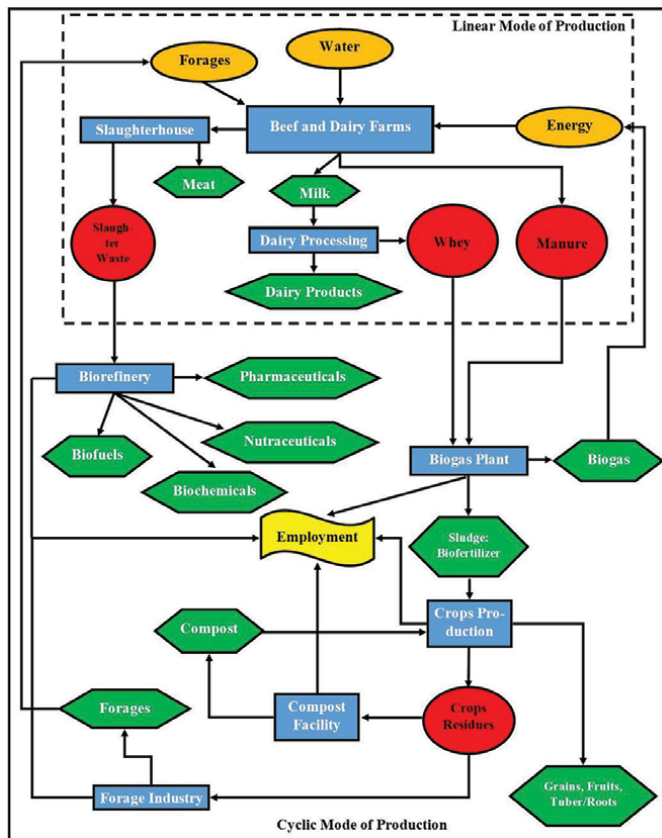 Linear Mode of Production
Water
Forages
Slaughterhouse
Beef and Dairy Farms
Energy
Meat
Milk
Slaugh-
ter
Waste
Dairy Processing
Whey
Manure
Dairy Products
Biorefinery
Pharmaceuticals
Nutraceuticals
Biofuels
Biochemicals
Biogas Plant
Biogas
Employment
Sludge:
Biofertilizer
Compost
Crops Pro-
duction
Forages
Compost
Facility
Crops
Residues
Forage Industry
Grains, Fruits,
Tuber/Roots
Cyclic Mode of Production